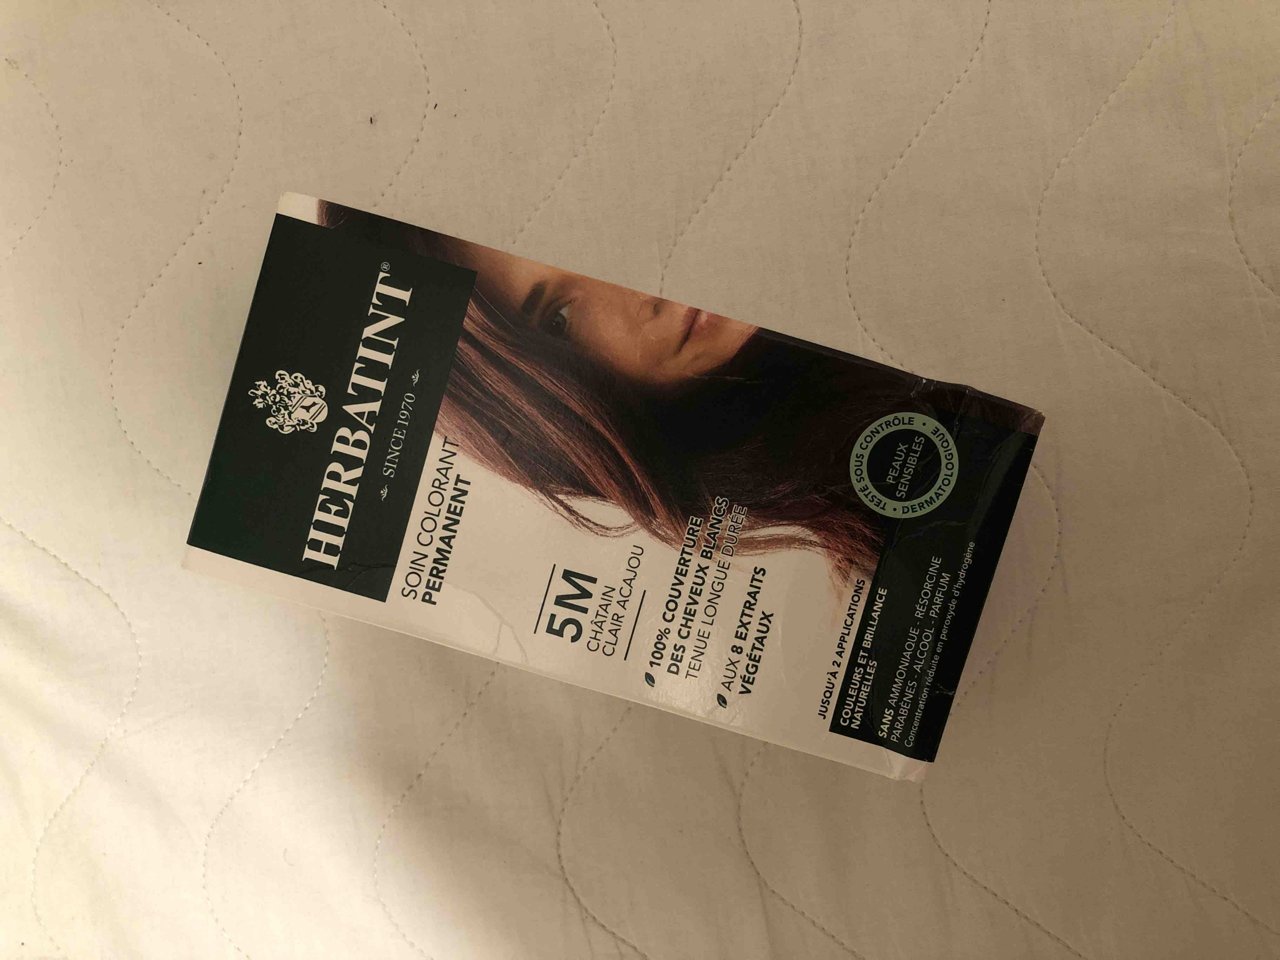 HERBATINT®
SINCE 1970
SOIN COLORANT
PERMANENT
5M
CHÂTAIN
CLAIR ACAJOU
100% COUVERTURE
DES CHEVEUX BLANCS
TENUE LONGUE DURÉE
AUX 8 EXTRAITS
VÉGÉTAUX
TESTÉ SOUS CONTRÔLE • DERMATOLOGIQUE •
PEAUX
SENSIBLES
JUSQU'À 2 APPLICATIONS
COULEURS ET BRILLANCE
NATURELLES
SANS AMMONIAQUE - RÉSORCINE
PARABÈNES - ALCOOL - PARFUM
Concentration réduite en peroxyde d'hydrogène